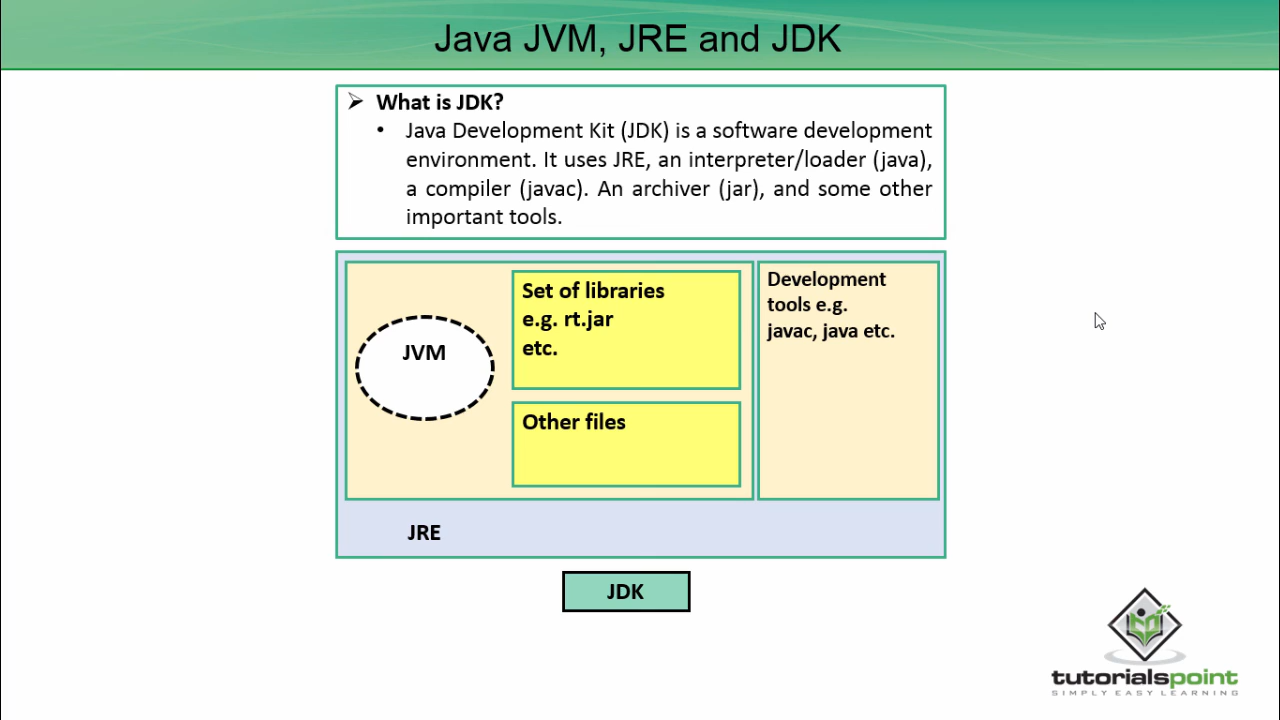 Java JVM, JRE and JDK
➢ What is JDK?
• Java Development Kit (JDK) is a software development
environment. It uses JRE, an interpreter/loader (java),
a compiler (javac). An archiver (jar), and some other
important tools.
JVM
Set of libraries
e.g. rt.jar
etc.
Other files
Development
tools e.g.
javac, java etc.
JRE
JDK
tutorialspoint
SIMPLY EASY LEARNING